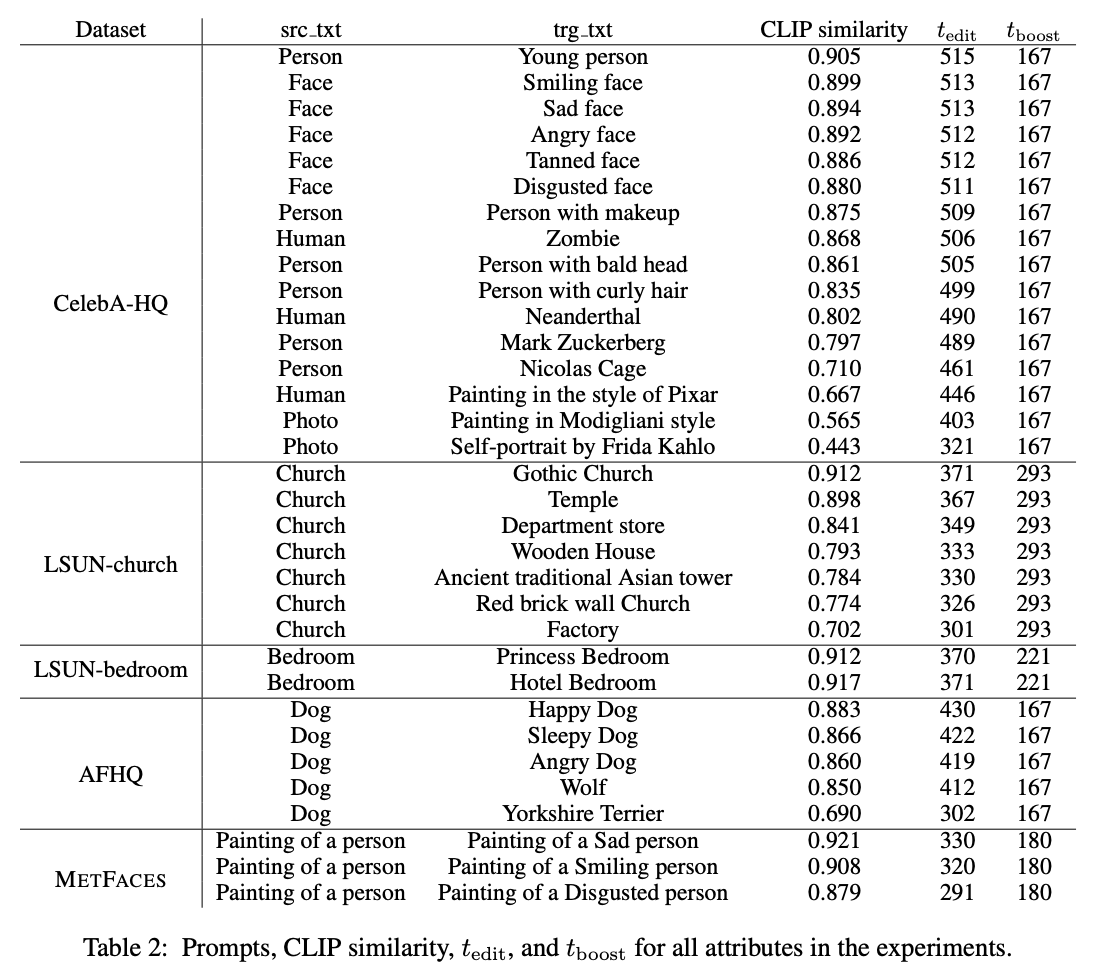 Dataset src_txt trg_txt CLIP similarity t_edit t_boost
Person Young person 0.905 515 167
Face Smiling face 0.899 513 167
Face Sad face 0.894 513 167
Face Angry face 0.892 512 167
Face Tanned face 0.886 512 167
Face Disgusted face 0.880 511 167
Person Person with makeup 0.875 509 167
Human Zombie 0.868 506 167
Person Person with bald head 0.861 505 167
CelebA-HQ Person Person with curly hair 0.835 499 167
Human Neanderthal 0.802 490 167
Person Mark Zuckerberg 0.797 489 167
Person Nicolas Cage 0.710 461 167
Human Painting in the style of Pixar 0.667 446 167
Photo Painting in Modigliani style 0.565 403 167
Photo Self-portrait by Frida Kahlo 0.443 321 167
Church Gothic Church 0.912 371 293
Church Temple 0.898 367 293
Church Department store 0.841 349 293
LSUN-church Church Wooden House 0.793 333 293
Church Ancient traditional Asian tower 0.784 330 293
Church Red brick wall Church 0.774 326 293
Church Factory 0.702 301 293
LSUN-bedroom Bedroom Princess Bedroom 0.912 370 221
Bedroom Hotel Bedroom 0.917 371 221
Dog Happy Dog 0.883 430 167
Dog Sleepy Dog 0.866 422 167
AFHQ Dog Angry Dog 0.860 419 167
Dog Wolf 0.850 412 167
Dog Yorkshire Terrier 0.690 302 167
Painting of a person Painting of a Sad person 0.921 330 180
METFACES Painting of a person Painting of a Smiling person 0.908 320 180
Painting of a person Painting of a Disgusted person 0.879 291 180
Table 2: Prompts, CLIP similarity, t_edit, and t_boost for all attributes in the experiments.